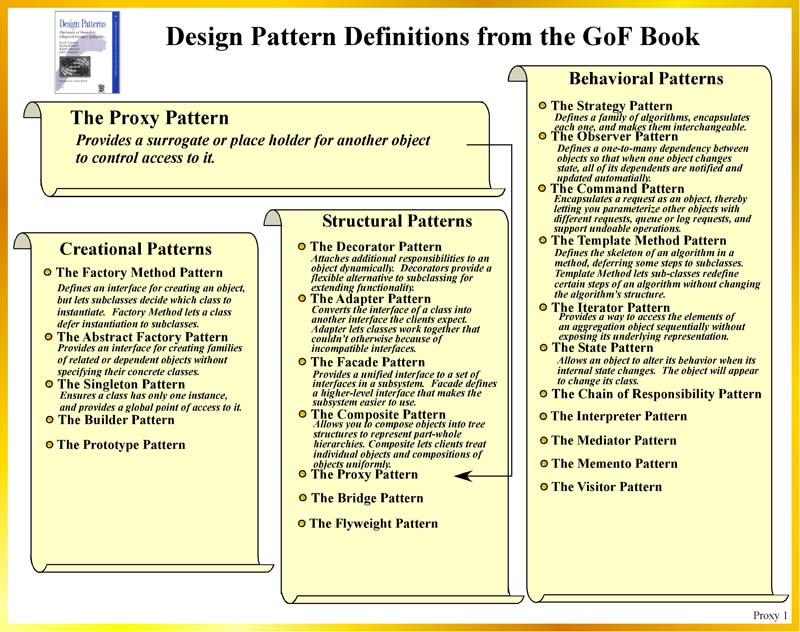 Design Patterns
Design Pattern Definitions from the GoF Book
The Proxy Pattern
Provides a surrogate or place holder for another object
to control access to it.
Creational Patterns
The Factory Method Pattern
Defines an interface for creating an object,
but lets subclasses decide which class to
instantiate. Factory Method lets a class
defer instantiation to subclasses.
The Abstract Factory Pattern
Provides an interface for creating families
of related or dependent objects without
specifying their concrete classes.
The Singleton Pattern
Ensures a class has only one instance,
and provides a global point of access to it.
The Builder Pattern
The Prototype Pattern
Structural Patterns
The Decorator Pattern
Attaches additional responsibilities to an
object dynamically. Decorators provide a
flexible alternative to subclassing for
extending functionality.
The Adapter Pattern
Converts the interface of a class into
another interface the clients expect.
Adapter lets classes work together that
couldn't otherwise because of
incompatible interfaces.
The Facade Pattern
Provides a unified interface to a set of
interfaces in a subsystem. Facade defines
a higher-level interface that makes the
subsystem easier to use.
The Composite Pattern
Allows you to compose objects into tree
structures to represent part-whole
hierarchies. Composite lets clients treat
individual objects and compositions of
objects uniformly.
The Proxy Pattern
The Bridge Pattern
The Flyweight Pattern
Behavioral Patterns
The Strategy Pattern
Defines a family of algorithms, encapsulates
each one, and makes them interchangeable.
The Observer Pattern
Defines a one-to-many dependency between
objects so that when one object changes
state, all of its dependents are notified and
updated automatically.
The Command Pattern
Encapsulates a request as an object, thereby
letting you parameterize other objects with
different requests, queue or log requests, and
support undoable operations.
The Template Method Pattern
Defines the skeleton of an algorithm in a
method, deferring some steps to subclasses.
Template Method lets sub-classes redefine
certain steps of an algorithm without changing
the algorithm's structure.
The Iterator Pattern
Provides a way to access the elements of
an aggregation object sequentially without
exposing its underlying representation.
The State Pattern
Allows an object to alter its behavior when its
internal state changes. The object will appear
to change its class.
The Chain of Responsibility Pattern
The Interpreter Pattern
The Mediator Pattern
The Memento Pattern
The Visitor Pattern
Proxy 1